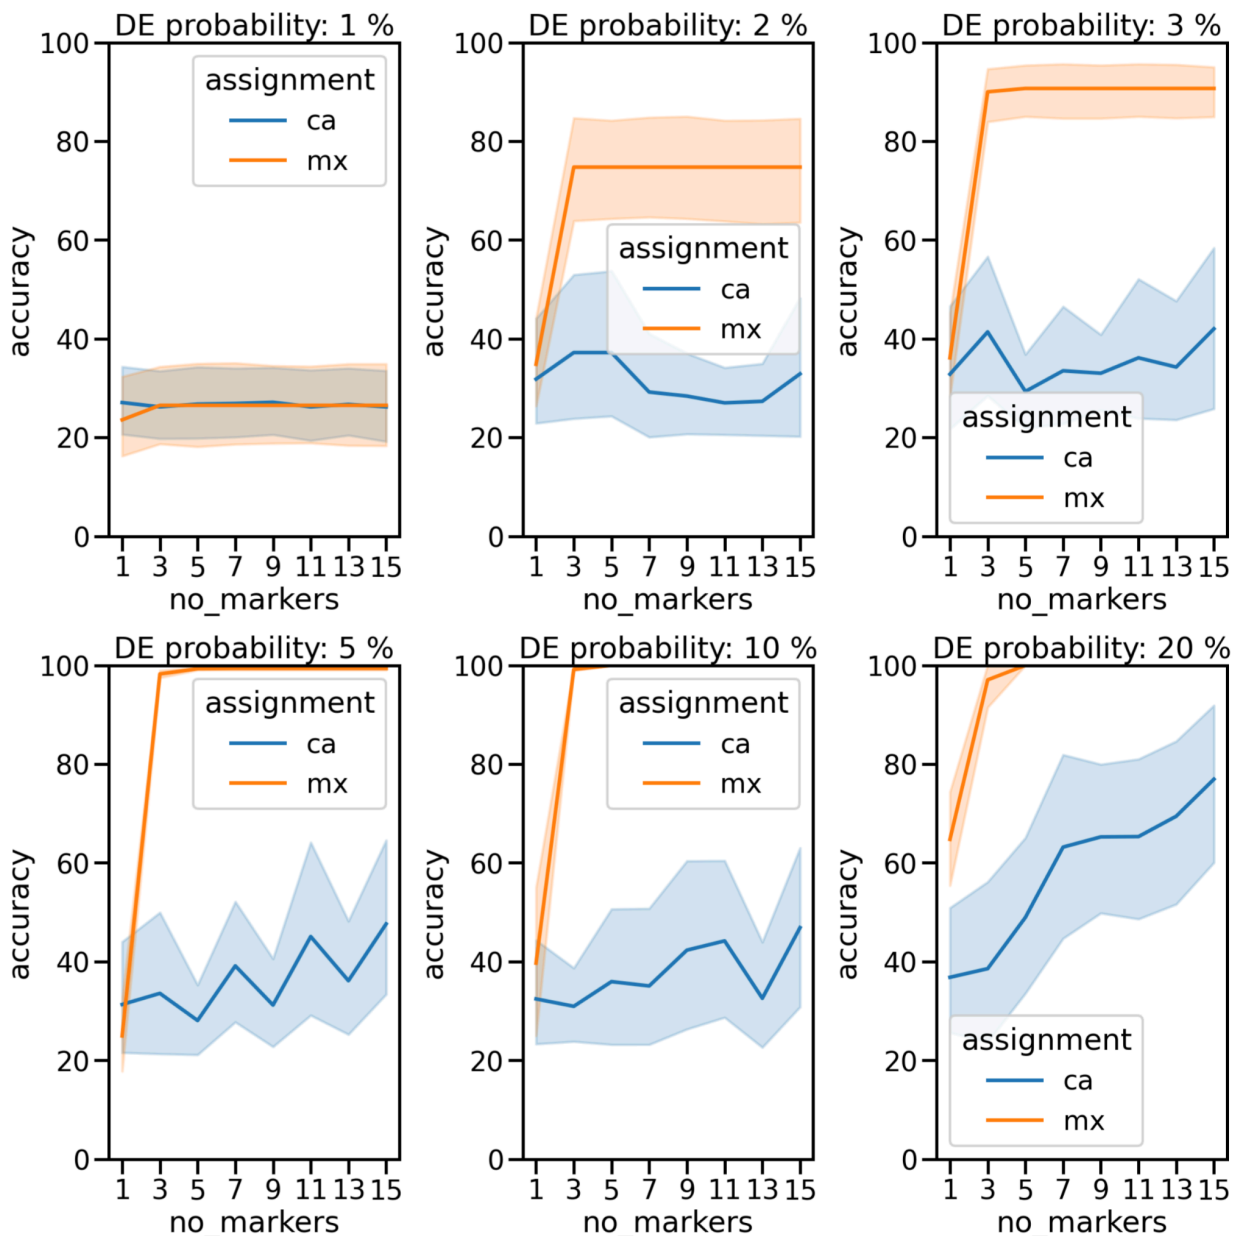 DE probability: 1 %
100
80
60
40
20
0
accuracy
assignment
ca
mx
1 3 5 7 9 11 13 15
no_markers
DE probability: 2 %
100
80
60
40
20
0
accuracy
assignment
ca
mx
1 3 5 7 9 11 13 15
no_markers
DE probability: 3 %
100
80
60
40
20
0
accuracy
assignment
ca
mx
1 3 5 7 9 11 13 15
no_markers
DE probability: 5 %
100
80
60
40
20
0
accuracy
assignment
ca
mx
1 3 5 7 9 11 13 15
no_markers
DE probability: 10 %
100
80
60
40
20
0
accuracy
assignment
ca
mx
1 3 5 7 9 11 13 15
no_markers
DE probability: 20 %
100
80
60
40
20
0
accuracy
assignment
ca
mx
1 3 5 7 9 11 13 15
no_markers